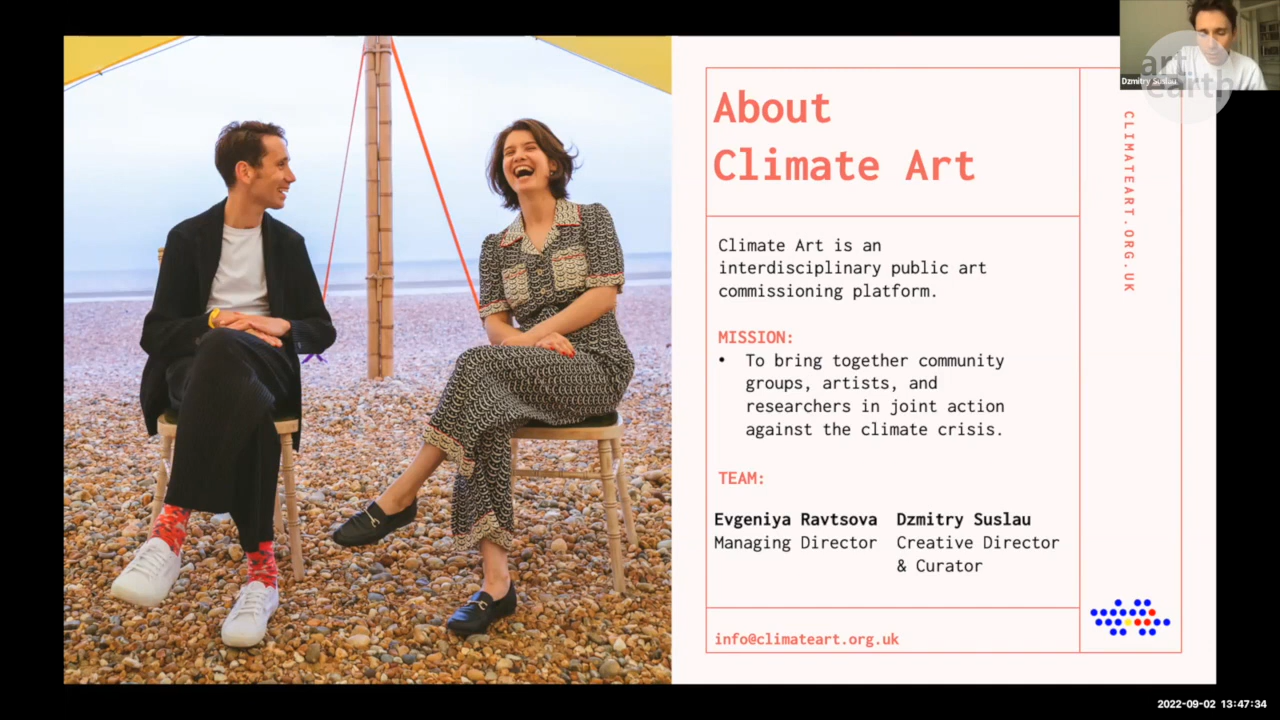 About
Climate Art
Climate Art is an
interdisciplinary public art
commissioning platform.
MISSION:
• To bring together community
groups, artists, and
researchers in joint action
against the climate crisis.
TEAM:
Evgeniya Ravtsova Dzmitry Suslau
Managing Director Creative Director
& Curator
info@climateart.org.uk
CLIMATEART.ORG.UK
art
earth
Dzmitry Suslau
2022-09-02 13:47:34